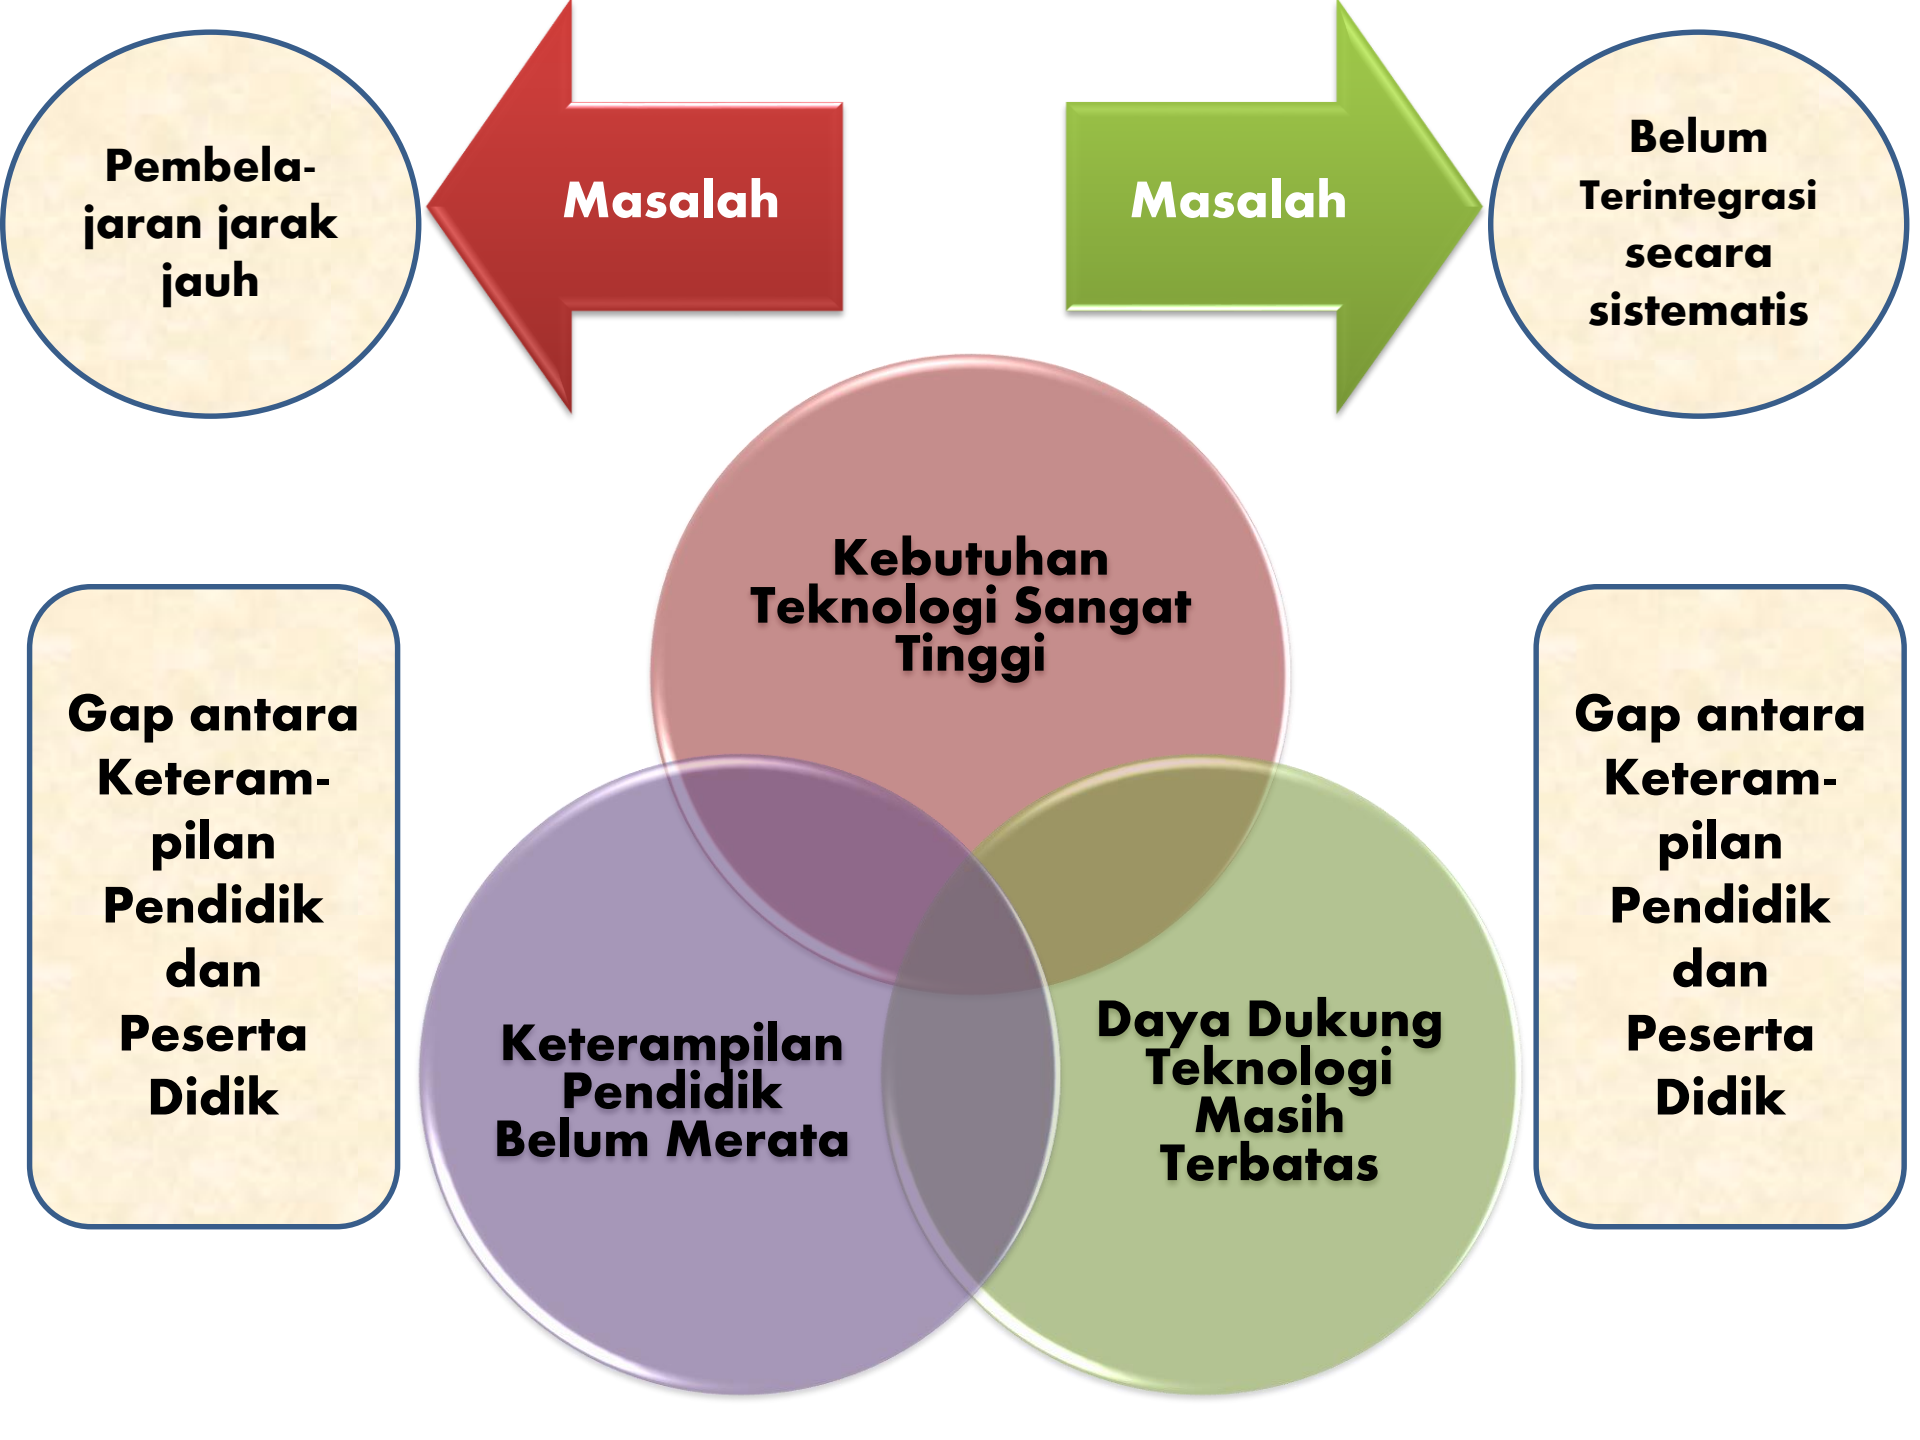 Pembela-
jaran jarak
jauh
Masalah
Masalah
Belum
Terintegrasi
secara
sistematis
Kebutuhan
Teknologi Sangat
Tinggi
Gap antara
Keteram-
pilan
Pendidik
dan
Peserta
Didik
Keterampilan
Pendidik
Belum Merata
Daya Dukung
Teknologi
Masih
Terbatas
Gap antara
Keteram-
pilan
Pendidik
dan
Peserta
Didik